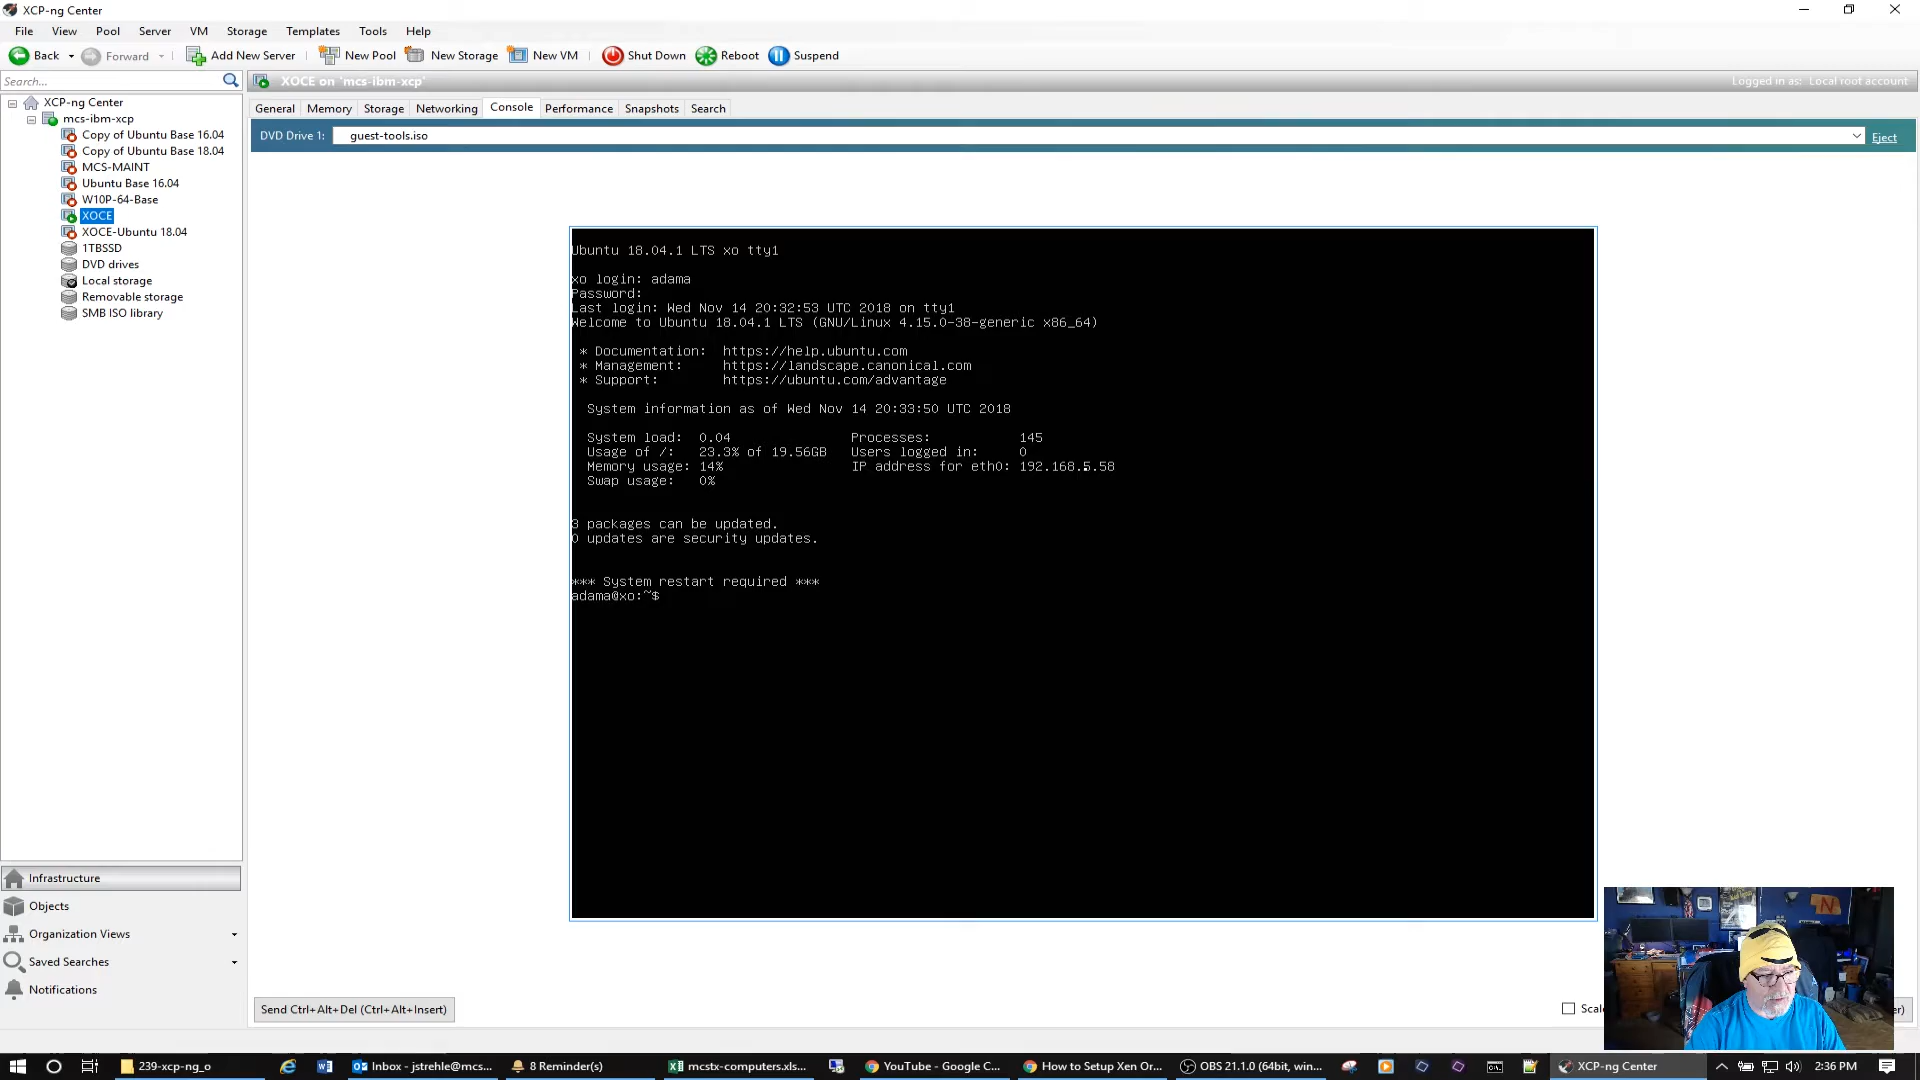 XCP-ng Center
File View Pool Server VM Storage Templates Tools Help
Back Forward Add New Server New Pool New Storage New VM Shut Down Reboot Suspend
Search...
XOCE on 'mcs-ibm-xcp'
Logged in as: Local root account
XCP-ng Center
mcs-ibm-xcp
Copy of Ubuntu Base 16.04
Copy of Ubuntu Base 18.04
MCS-MAINT
Ubuntu Base 16.04
W10P-64-Base
XOCE
XOCE-Ubuntu 18.04
1TBSSD
DVD drives
Local storage
Removable storage
SMB ISO library
General Memory Storage Networking Console Performance Snapshots Search
DVD Drive 1: guest-tools.iso Eject
Ubuntu 18.04.1 LTS xo tty1
xo login: adama
Password:
Last login: Wed Nov 14 20:32:53 UTC 2018 on tty1
Welcome to Ubuntu 18.04.1 LTS (GNU/Linux 4.15.0-38-generic x86_64)
* Documentation: https://help.ubuntu.com
* Management: https://landscape.canonical.com
* Support: https://ubuntu.com/advantage
System information as of Wed Nov 14 20:33:50 UTC 2018
System load: 0.04 Processes: 145
Usage of /: 23.3% of 19.56GB Users logged in: 0
Memory usage: 14% IP address for eth0: 192.168.5.58
Swap usage: 0%
3 packages can be updated.
0 updates are security updates.
*** System restart required ***
adama@xo:~$
Infrastructure
Objects
Organization Views
Saved Searches
Notifications
Send Ctrl+Alt+Del (Ctrl+Alt+Insert)
Scale
239-xcp-ng_o
Inbox - jstrehle@mcs...
8 Reminder(s)
mcstx-computers.xls...
YouTube - Google C...
How to Setup Xen Or...
OBS 21.1.0 (64bit, win...
XCP-ng Center
2:36 PM